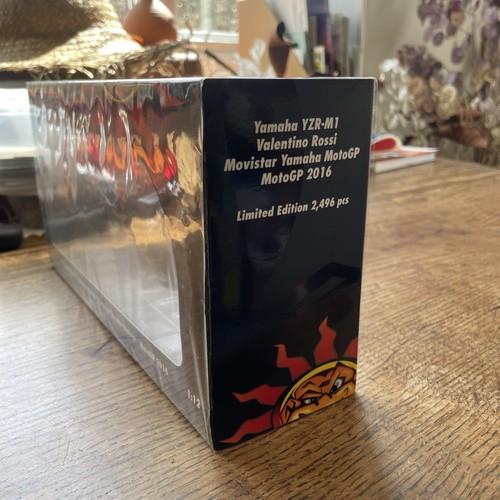 Yamaha YZR-M1
Valentino Rossi
Movistar Yamaha MotoGP
MotoGP 2016
Limited Edition 2,496 pcs
1:12